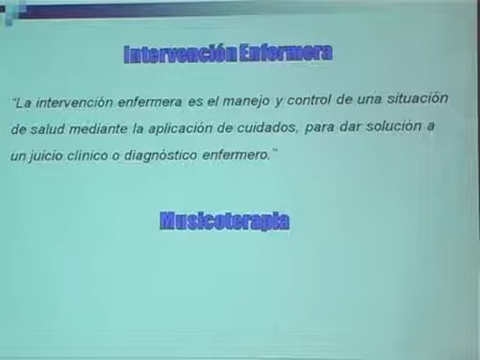 Intervención Enfermera
“La intervención enfermera es el manejo y control de una situación
de salud mediante la aplicación de cuidados, para dar solución a
un juicio clinico o diagnóstico enfermero.”
Musicoterapia